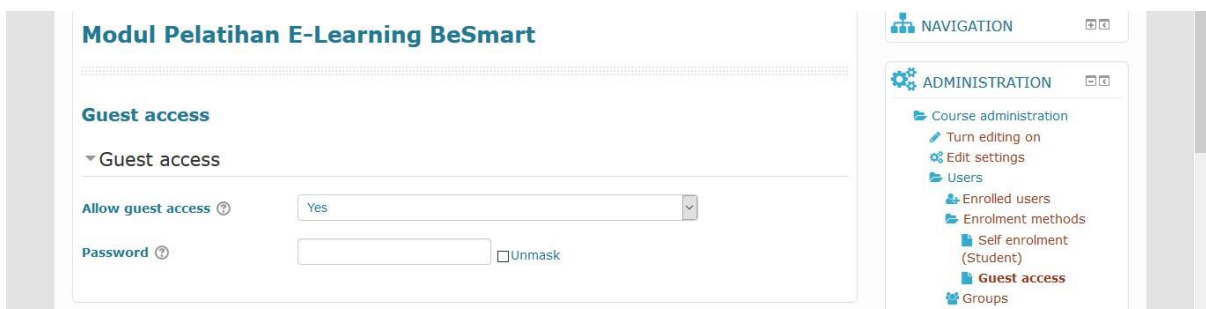 Modul Pelatihan E-Learning BeSmart
Guest access
Guest access
Allow guest access
Yes
Password
Unmask
NAVIGATION
ADMINISTRATION
Course administration
Turn editing on
Edit settings
Users
Enrolled users
Enrolment methods
Self enrolment
(Student)
Guest access
Groups